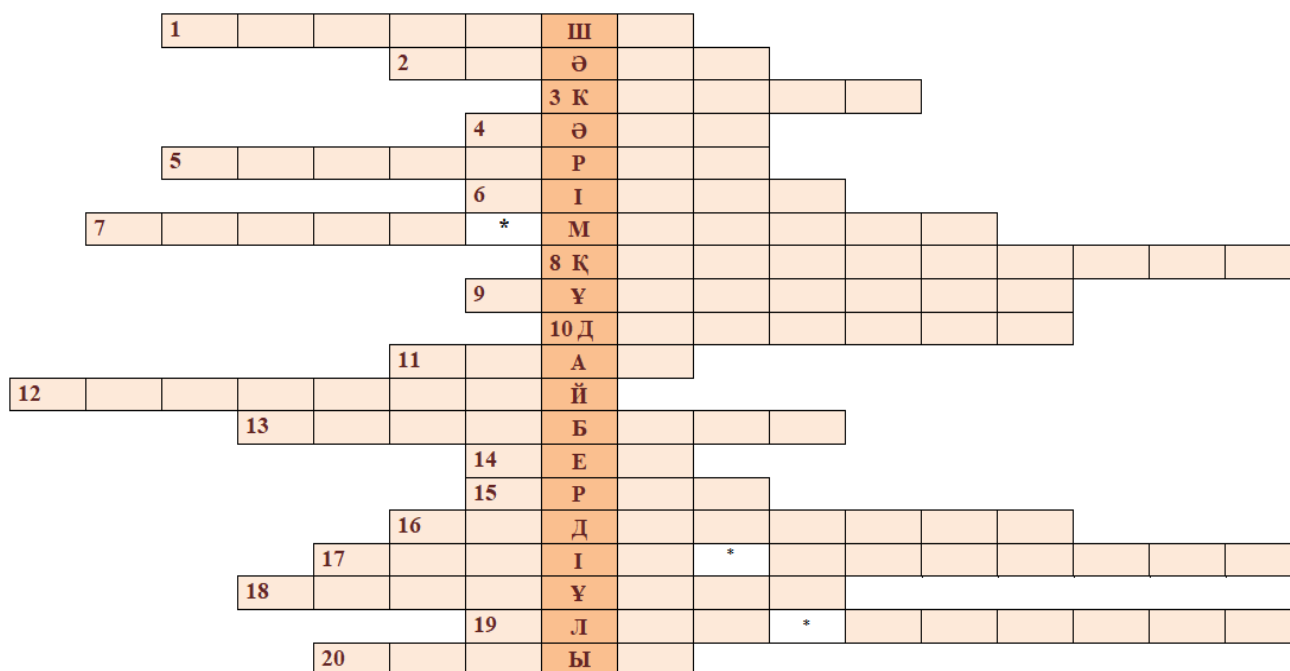 1 Ш
2 Ә
3 К
4 Ә
5 Р
6 І
7 * М
8 Қ
9 Ұ
10 Д
11 А
12 Й
13 Б
14 Е
15 Р
16 Д
17 І *
18 Ұ
19 Л *
20 Ы